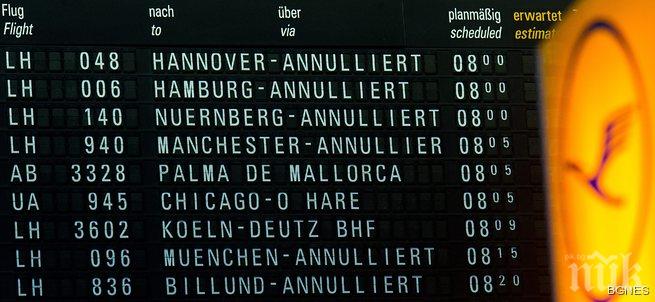 Flug nach über planmäßig erwartet
Flight to via scheduled estimat
LH 048 HANNOVER-ANNULLIERT 08 00
LH 006 HAMBURG-ANNULLIERT 08 00
LH 140 NUERNBERG-ANNULLIERT 08 00
LH 940 MANCHESTER-ANNULLIER 08 05
AB 3328 PALMA DE MALLORCA 08 05
UA 945 CHICAGO-O HARE 08 05
LH 3602 KOELN-DEUTZ BHF 08 09
LH 096 MUENCHEN-ANNULLIERT 08 15
LH 836 BILLUND-ANNULLIERT 08 20
BGNES